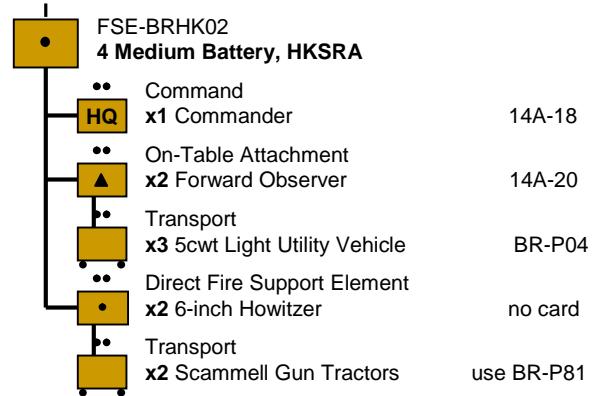 FSE-BRHK02
4 Medium Battery, HKSRA
Command
HQ x1 Commander 14A-18
On-Table Attachment
x2 Forward Observer 14A-20
Transport
x3 5cwt Light Utility Vehicle BR-P04
Direct Fire Support Element
x2 6-inch Howitzer no card
Transport
x2 Scammell Gun Tractors use BR-P81